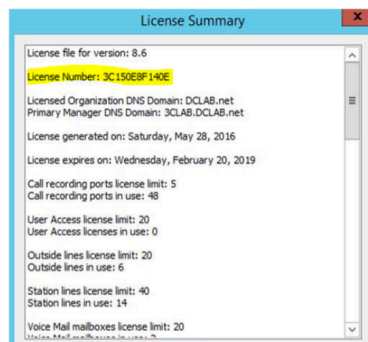 License Summary
x
License file for version: 8.6
License Number: 3C150E8F140E
Licensed Organization DNS Domain: DCLAB.net
Primary Manager DNS Domain: 3CLAB.DCLAB.net
License generated on: Saturday, May 28, 2016
License expires on: Wednesday, February 20, 2019
Call recording ports license limit: 5
Call recording ports in use: 48
User Access license limit: 20
User Access licenses in use: 0
Outside lines license limit: 20
Outside lines in use: 6
Station lines license limit: 40
Station lines in use: 14
Voice Mail mailboxes license limit: 20